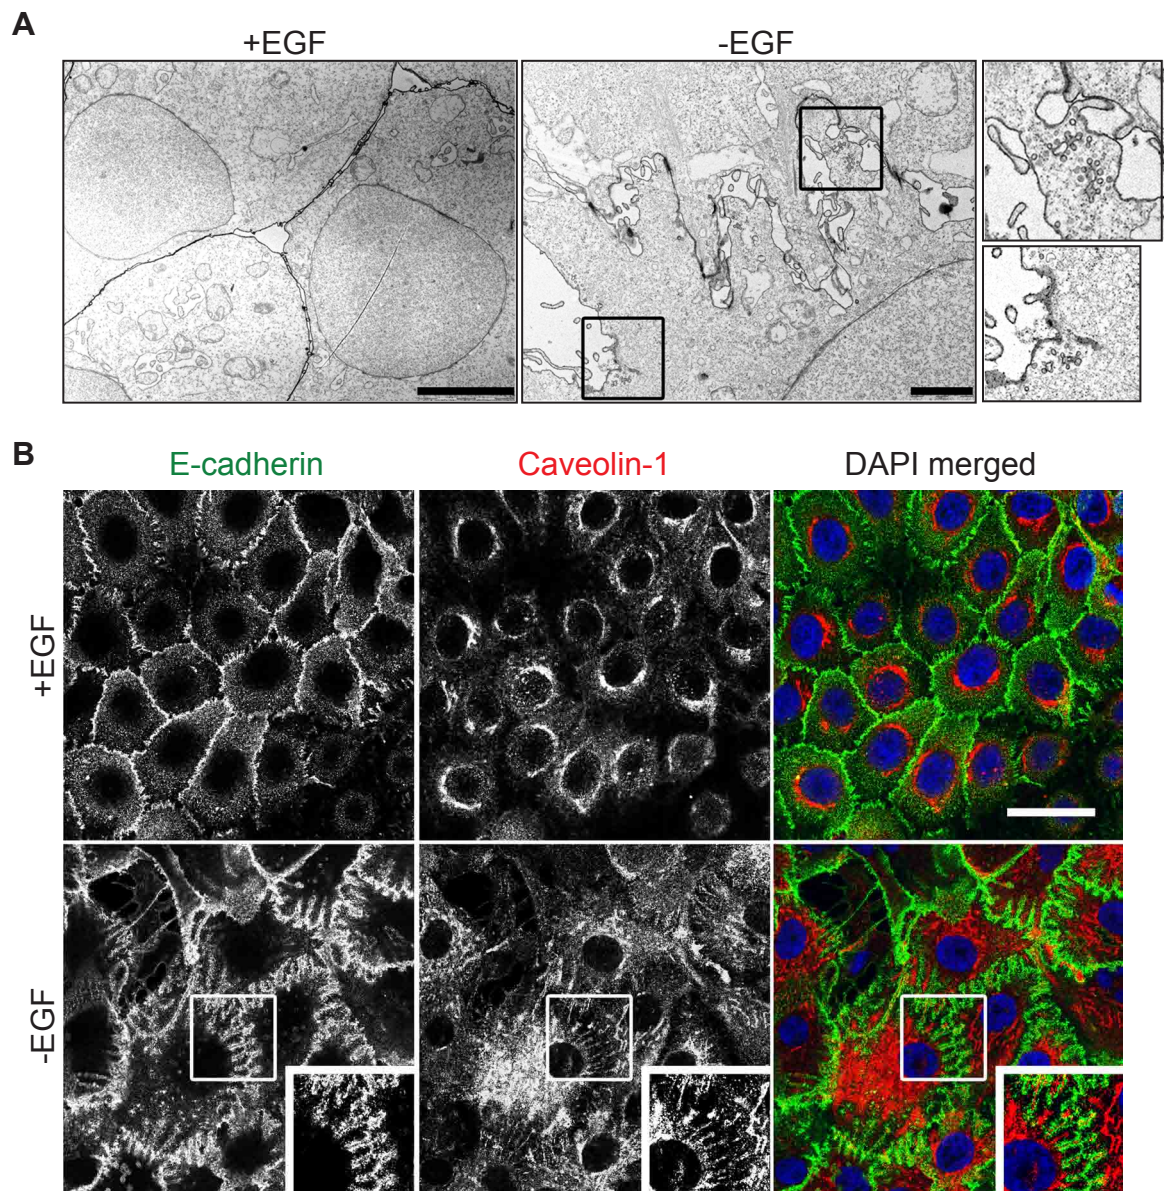 A
+EGF
-EGF
B
E-cadherin
Caveolin-1
DAPI merged
+EGF
-EGF